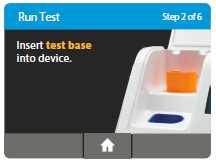 Run Test
Step 2 of 6
Insert test base
into device.